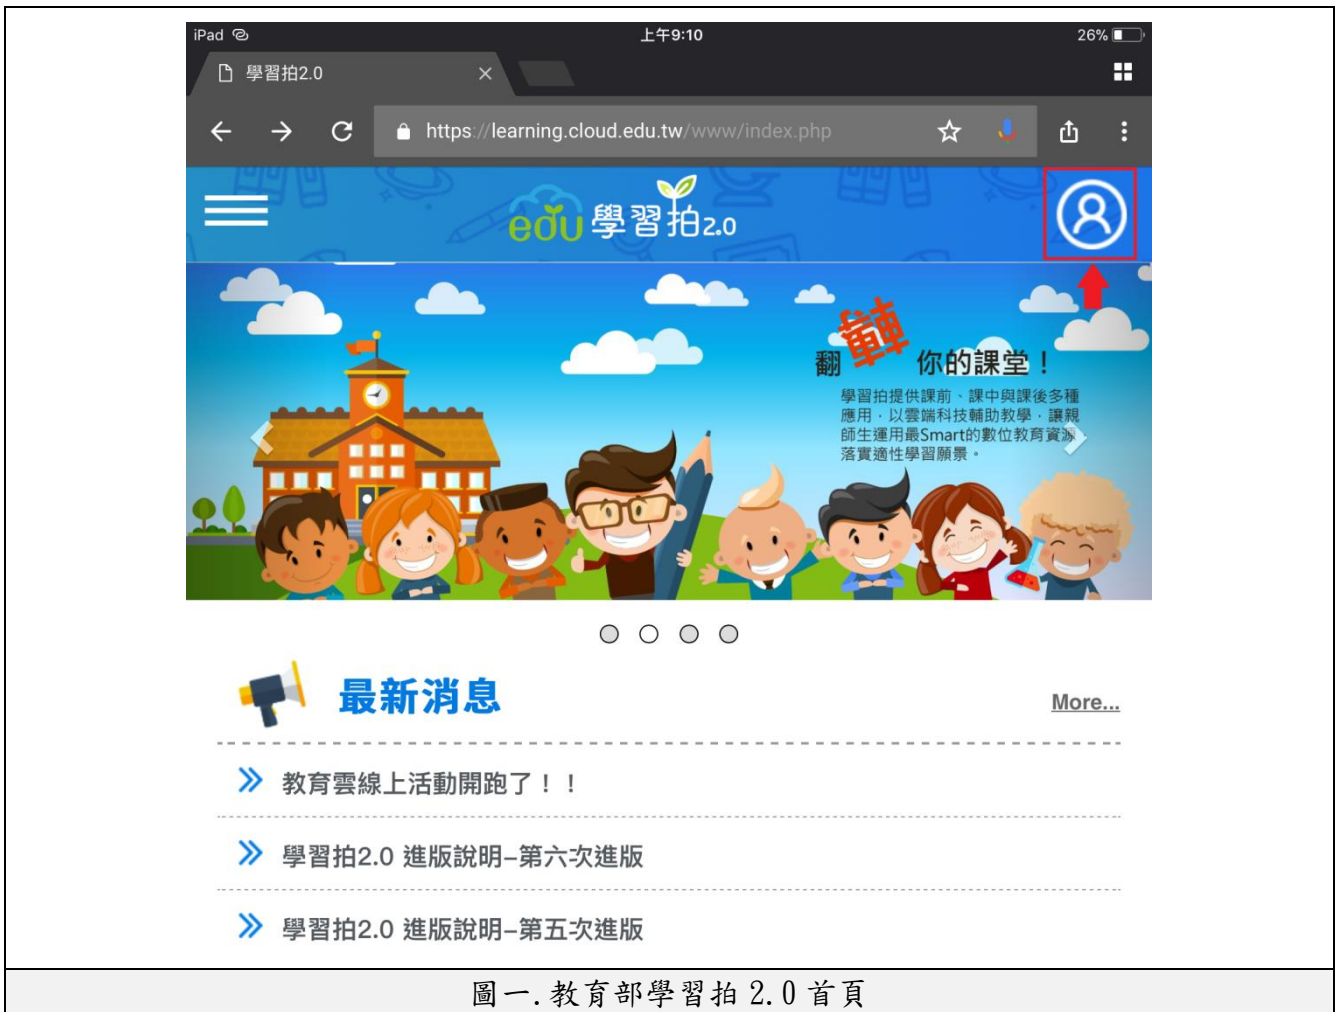 iPad 上午9:10 26%
學習拍2.0
https://learning.cloud.edu.tw/www/index.php
edu 學習拍2.0
翻轉你的課堂！
學習拍提供課前、課中與課後多種
應用，以雲端科技輔助教學，讓親
師生運用最Smart的數位教育資源
落實適性學習願景。
最新消息 More...
教育雲線上活動開跑了！！
學習拍2.0 進版說明–第六次進版
學習拍2.0 進版說明–第五次進版
圖一.教育部學習拍 2.0 首頁